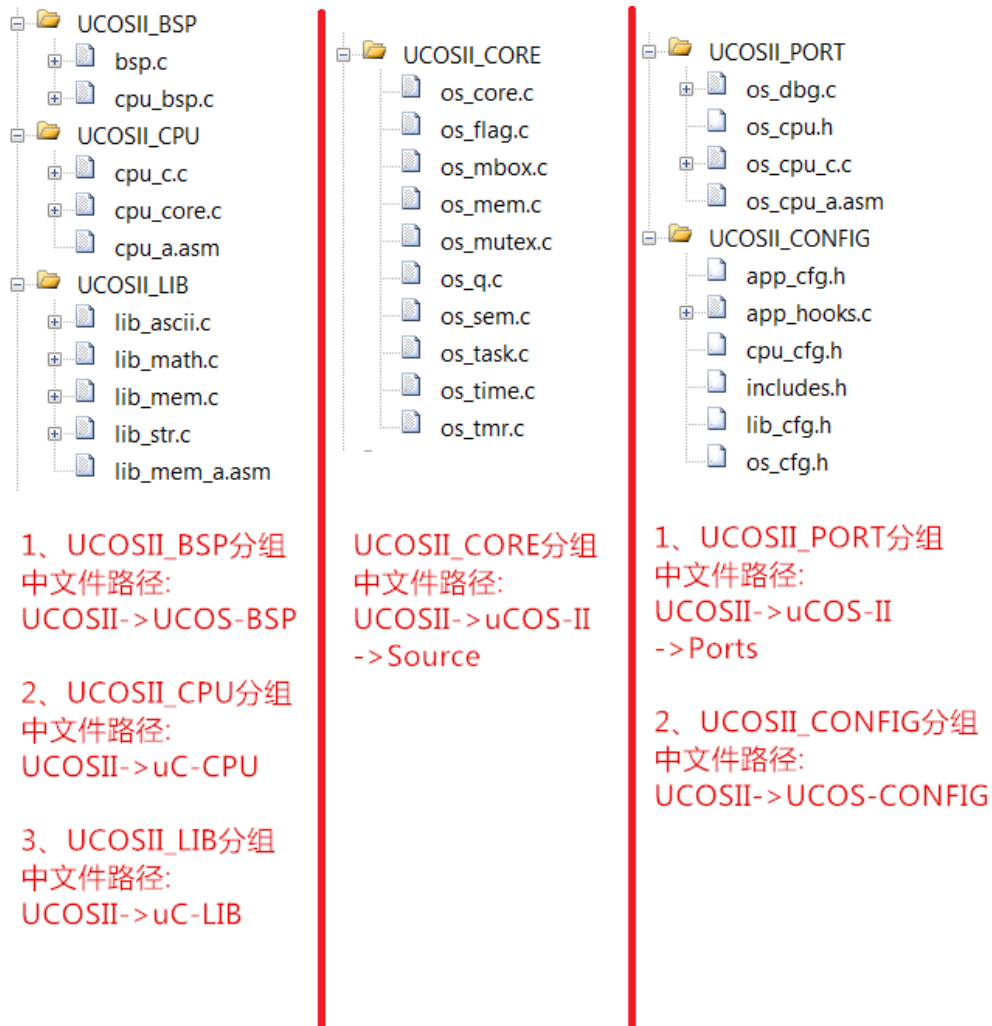 UCOSII_BSP
bsp.c
cpu_bsp.c
UCOSII_CPU
cpu_c.c
cpu_core.c
cpu_a.asm
UCOSII_LIB
lib_ascii.c
lib_math.c
lib_mem.c
lib_str.c
lib_mem_a.asm
1、UCOSII_BSP分组
中文件路径:
UCOSII->UCOS-BSP
2、UCOSII_CPU分组
中文件路径:
UCOSII->uC-CPU
3、UCOSII_LIB分组
中文件路径:
UCOSII->uC-LIB
UCOSII_CORE
os_core.c
os_flag.c
os_mbox.c
os_mem.c
os_mutex.c
os_q.c
os_sem.c
os_task.c
os_time.c
os_tmr.c
UCOSII_CORE分组
中文件路径:
UCOSII->uCOS-II
->Source
UCOSII_PORT
os_dbg.c
os_cpu.h
os_cpu_c.c
os_cpu_a.asm
UCOSII_CONFIG
app_cfg.h
app_hooks.c
cpu_cfg.h
includes.h
lib_cfg.h
os_cfg.h
1、UCOSII_PORT分组
中文件路径:
UCOSII->uCOS-II
->Ports
2、UCOSII_CONFIG分组
中文件路径:
UCOSII->UCOS-CONFIG